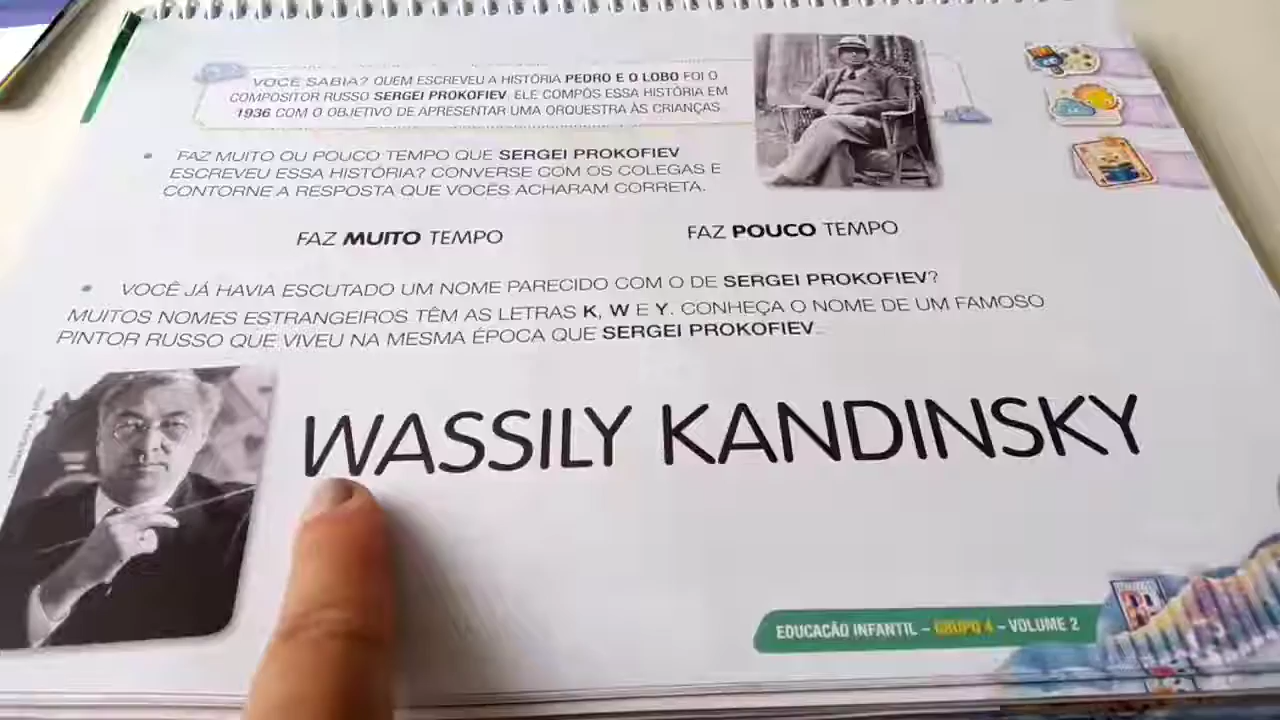 VOCÊ SABIA? QUEM ESCREVEU A HISTÓRIA PEDRO E O LOBO FOI O
COMPOSITOR RUSSO SERGEI PROKOFIEV. ELE COMPÔS ESSA HISTÓRIA EM
1936 COM O OBJETIVO DE APRESENTAR UMA ORQUESTRA ÀS CRIANÇAS
• FAZ MUITO OU POUCO TEMPO QUE SERGEI PROKOFIEV
ESCREVEU ESSA HISTÓRIA? CONVERSE COM OS COLEGAS E
CONTORNE A RESPOSTA QUE VOCÊS ACHARAM CORRETA.
FAZ MUITO TEMPO
FAZ POUCO TEMPO
• VOCÊ JÁ HAVIA ESCUTADO UM NOME PARECIDO COM O DE SERGEI PROKOFIEV?
MUITOS NOMES ESTRANGEIROS TÊM AS LETRAS K, W E Y. CONHEÇA O NOME DE UM FAMOSO
PINTOR RUSSO QUE VIVEU NA MESMA ÉPOCA QUE SERGEI PROKOFIEV.
WASSILY KANDINSKY
EDUCAÇÃO INFANTIL – GRUPO 4 – VOLUME 2